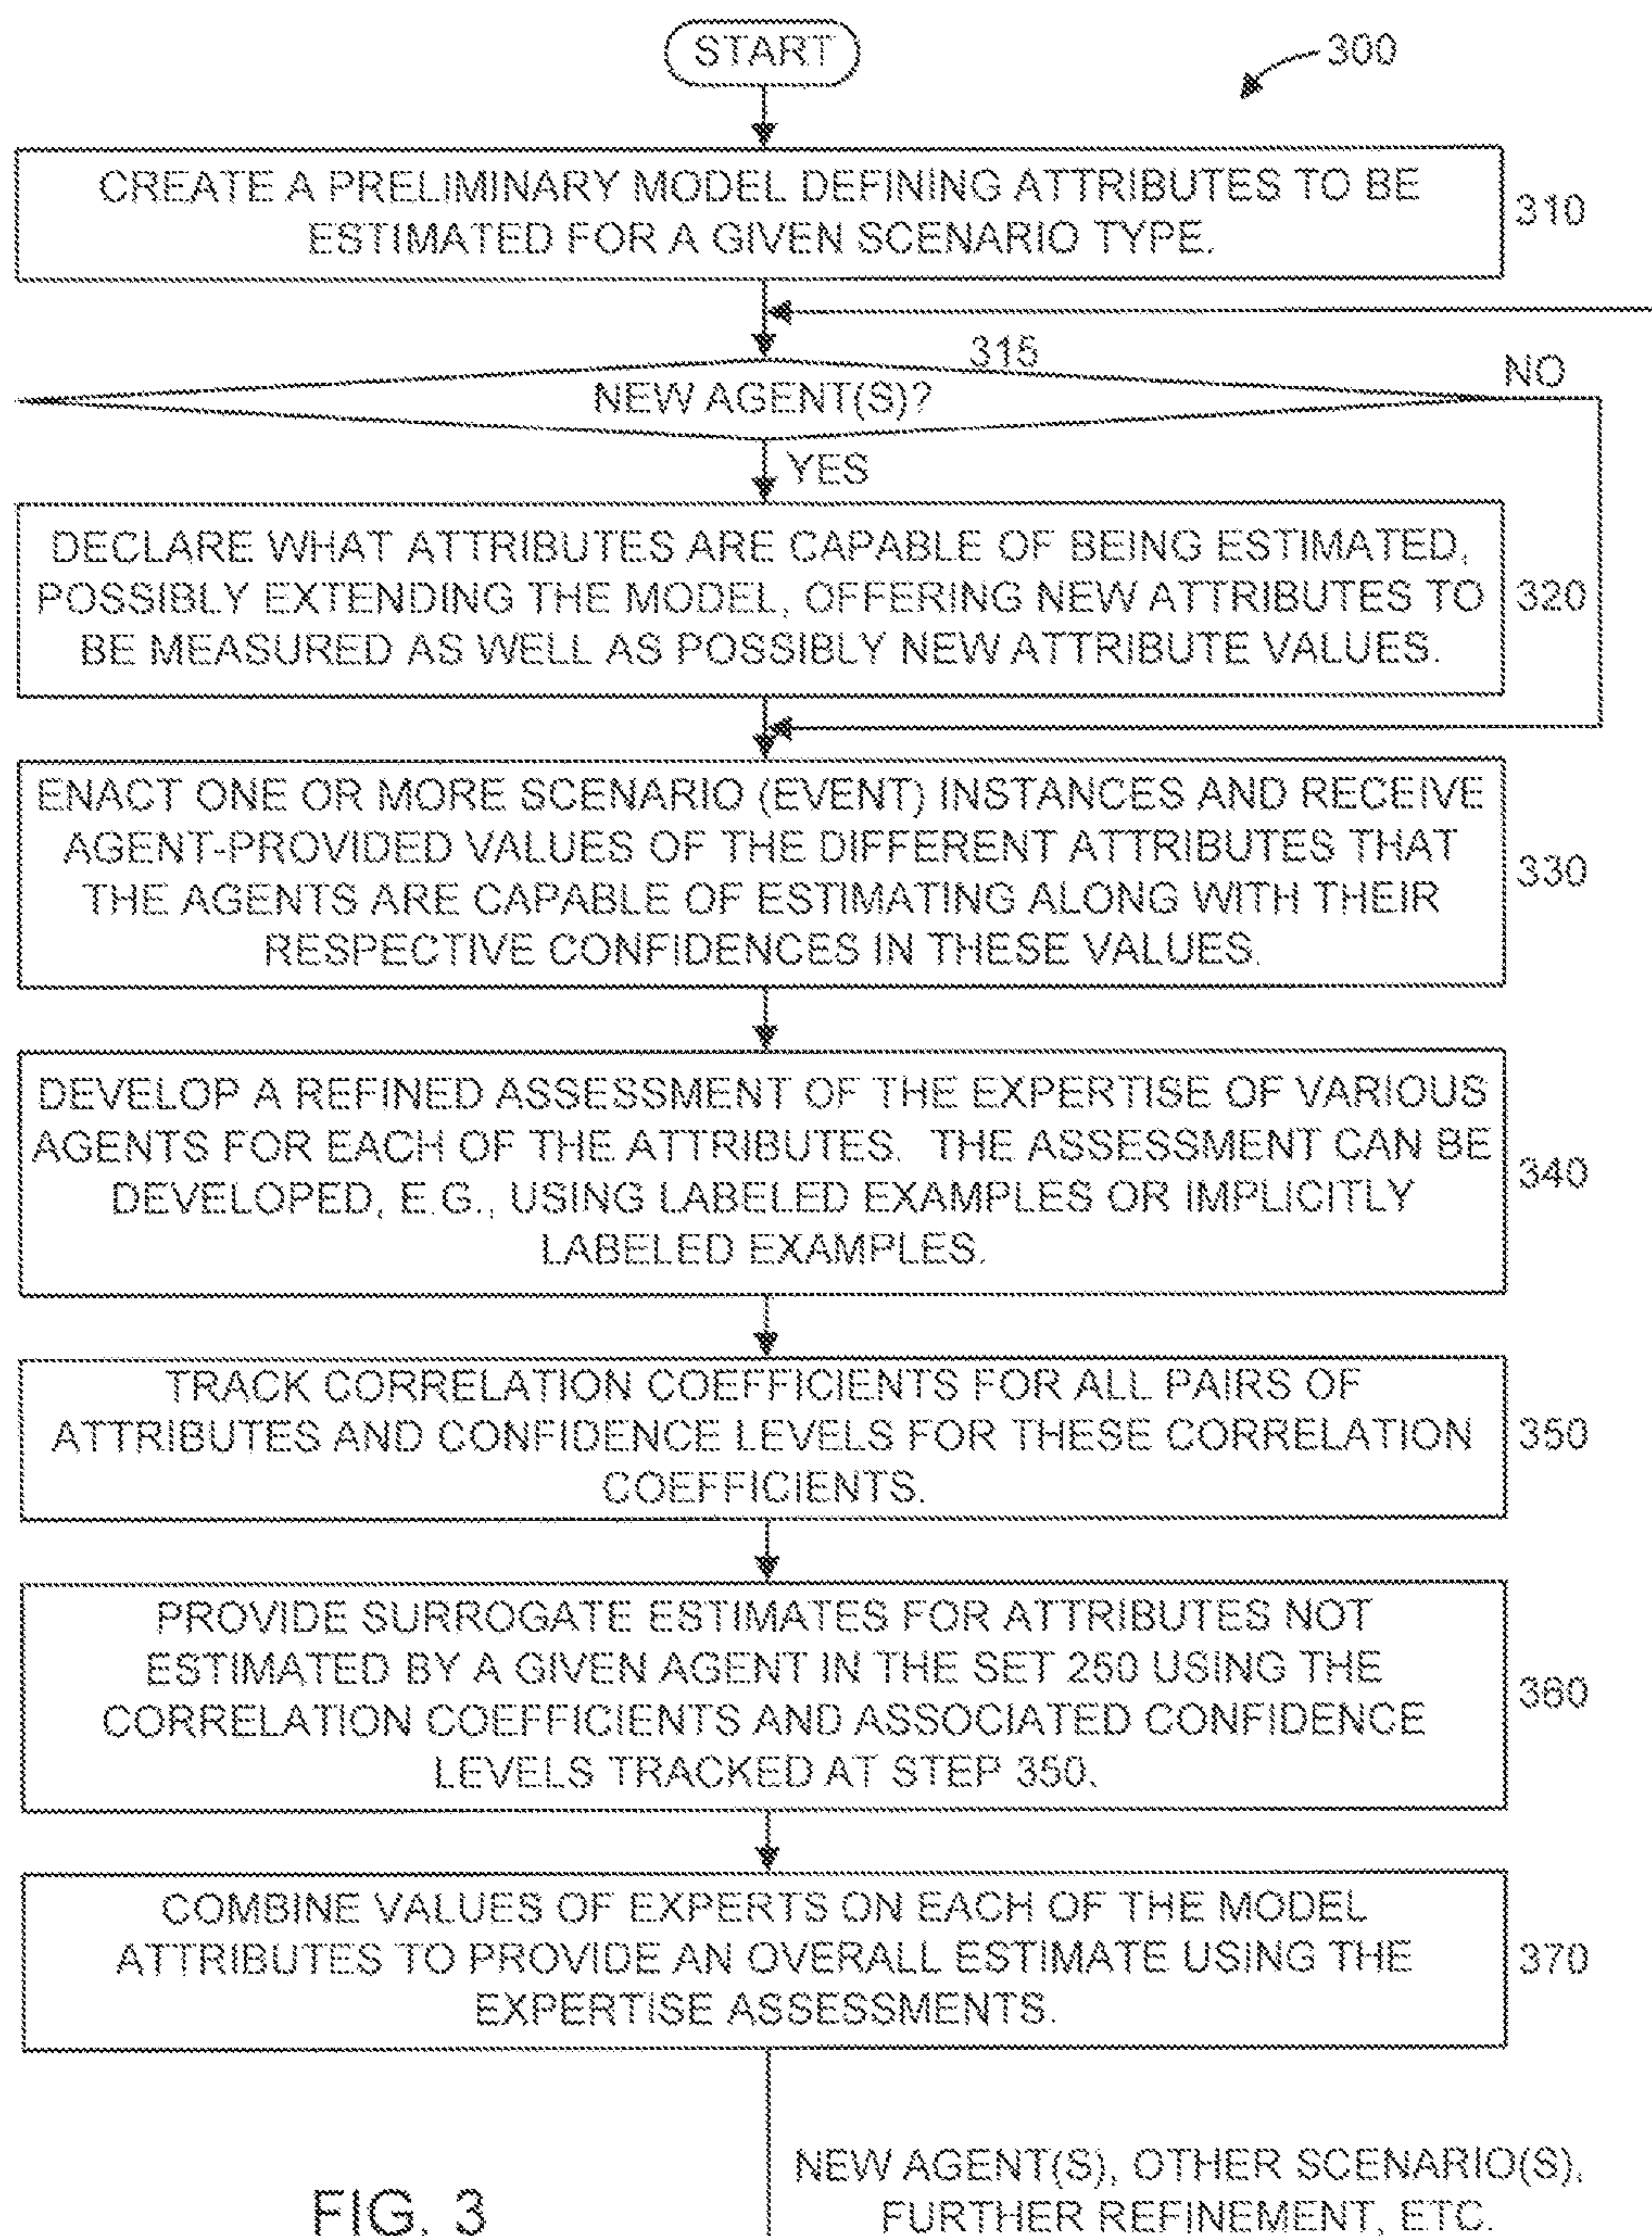 START
300
CREATE A PRELIMINARY MODEL DEFINING ATTRIBUTES TO BE
ESTIMATED FOR A GIVEN SCENARIO TYPE.
310
315
NEW AGENT(S)?
NO
YES
DECLARE WHAT ATTRIBUTES ARE CAPABLE OF BEING ESTIMATED,
POSSIBLY EXTENDING THE MODEL, OFFERING NEW ATTRIBUTES TO
BE MEASURED AS WELL AS POSSIBLY NEW ATTRIBUTE VALUES.
320
ENACT ONE OR MORE SCENARIO (EVENT) INSTANCES AND RECEIVE
AGENT-PROVIDED VALUES OF THE DIFFERENT ATTRIBUTES THAT
THE AGENTS ARE CAPABLE OF ESTIMATING ALONG WITH THEIR
RESPECTIVE CONFIDENCES IN THESE VALUES.
330
DEVELOP A REFINED ASSESSMENT OF THE EXPERTISE OF VARIOUS
AGENTS FOR EACH OF THE ATTRIBUTES. THE ASSESSMENT CAN BE
DEVELOPED, E.G., USING LABELED EXAMPLES OR IMPLICITLY
LABELED EXAMPLES.
340
TRACK CORRELATION COEFFICIENTS FOR ALL PAIRS OF
ATTRIBUTES AND CONFIDENCE LEVELS FOR THESE CORRELATION
COEFFICIENTS.
350
PROVIDE SURROGATE ESTIMATES FOR ATTRIBUTES NOT
ESTIMATED BY A GIVEN AGENT IN THE SET 250 USING THE
CORRELATION COEFFICIENTS AND ASSOCIATED CONFIDENCE
LEVELS TRACKED AT STEP 350.
360
COMBINE VALUES OF EXPERTS ON EACH OF THE MODEL
ATTRIBUTES TO PROVIDE AN OVERALL ESTIMATE USING THE
EXPERTISE ASSESSMENTS.
370
NEW AGENT(S), OTHER SCENARIO(S),
FURTHER REFINEMENT, ETC.
FIG. 3